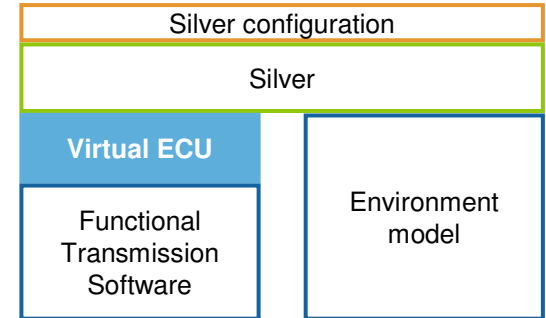 Silver configuration
Silver
Virtual ECU
Functional
Transmission
Software
Environment
model